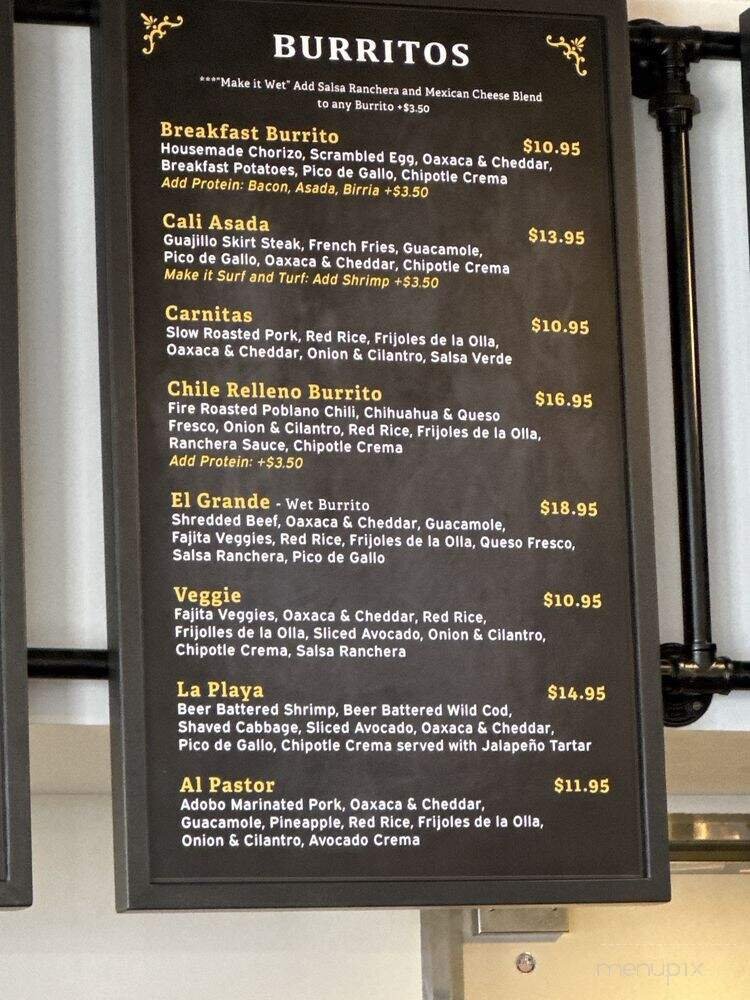 BURRITOS
***"Make it Wet" Add Salsa Ranchera and Mexican Cheese Blend
to any Burrito +$3.50
Breakfast Burrito $10.95
Housemade Chorizo, Scrambled Egg, Oaxaca & Cheddar,
Breakfast Potatoes, Pico de Gallo, Chipotle Crema
Add Protein: Bacon, Asada, Birria +$3.50
Cali Asada $13.95
Guajillo Skirt Steak, French Fries, Guacamole,
Pico de Gallo, Oaxaca & Cheddar, Chipotle Crema
Make it Surf and Turf: Add Shrimp +$3.50
Carnitas $10.95
Slow Roasted Pork, Red Rice, Frijoles de la Olla,
Oaxaca & Cheddar, Onion & Cilantro, Salsa Verde
Chile Relleno Burrito $16.95
Fire Roasted Poblano Chili, Chihuahua & Queso
Fresco, Onion & Cilantro, Red Rice, Frijoles de la Olla,
Ranchera Sauce, Chipotle Crema
Add Protein: +$3.50
El Grande - Wet Burrito $18.95
Shredded Beef, Oaxaca & Cheddar, Guacamole,
Fajita Veggies, Red Rice, Frijoles de la Olla, Queso Fresco,
Salsa Ranchera, Pico de Gallo
Veggie $10.95
Fajita Veggies, Oaxaca & Cheddar, Red Rice,
Frijolles de la Olla, Sliced Avocado, Onion & Cilantro,
Chipotle Crema, Salsa Ranchera
La Playa $14.95
Beer Battered Shrimp, Beer Battered Wild Cod,
Shaved Cabbage, Sliced Avocado, Oaxaca & Cheddar,
Pico de Gallo, Chipotle Crema served with Jalapeño Tartar
Al Pastor $11.95
Adobo Marinated Pork, Oaxaca & Cheddar,
Guacamole, Pineapple, Red Rice, Frijoles de la Olla,
Onion & Cilantro, Avocado Crema
menupix